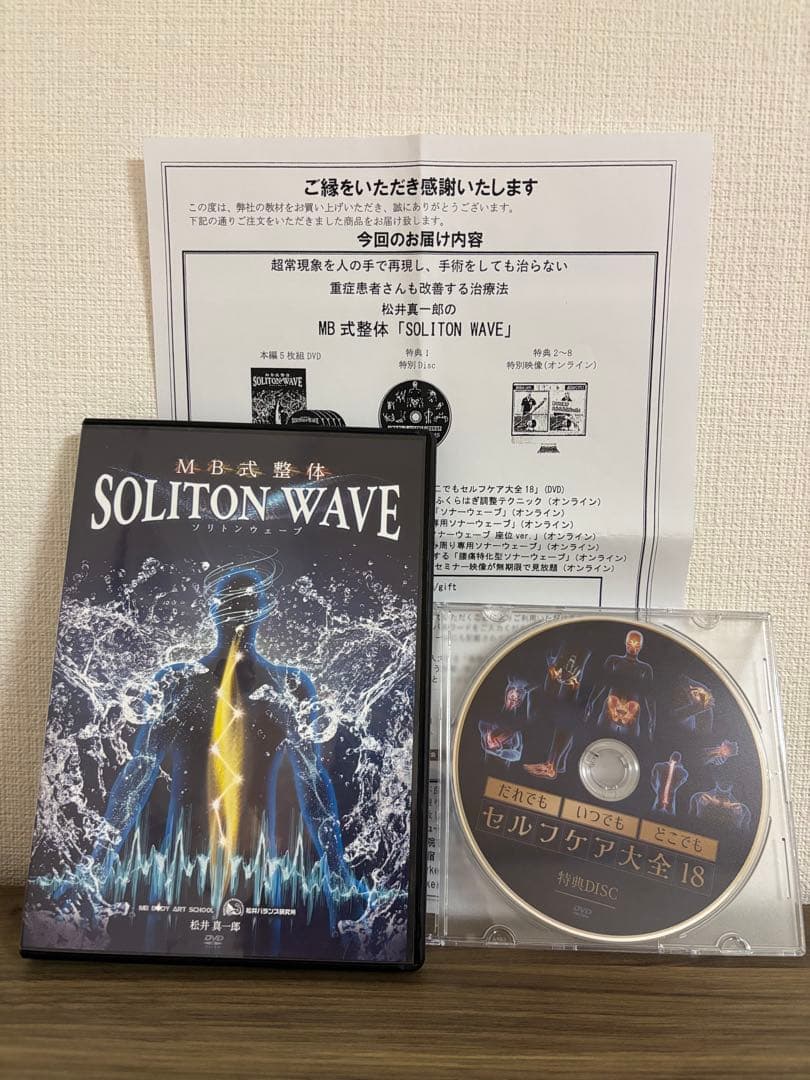 ご縁をいただき感謝いたします
この度は、弊社の教材をお買い上げいただき、誠にありがとうございます。
下記の通りご注文をいただきました商品をお届け致します。
今回のお届け内容
超常現象を人の手で再現し、手術をしても治らない
重症患者さんも改善する治療法
松井真一郎の
MB式整体「SOLITON WAVE」
本編5枚組DVD
特典1
特別Disc
特典2~8
特別映像(オンライン)
SOLITON WAVE
こでもセルフケア大全18」(DVD)
ふくらはぎ調整テクニック(オンライン)
「ソナーウェーブ」(オンライン)
専用ソナーウェーブ」(オンライン)
ナーウェーブ 座位ver.」(オンライン)
み周り専用ソナーウェーブ」(オンライン)
する「腰痛特化型ソナーウェーブ」(オンライン)
セミナー映像が無期限で見放題(オンライン)
/gift
MB式整体
SOLITON WAVE
ソリトンウェーブ
MB BODY ART SCHOOL
松井バランス研究所
松井真一郎
DVD
だれでも
いつでも
どこでも
セルフケア大全18
特典DISC
DVD